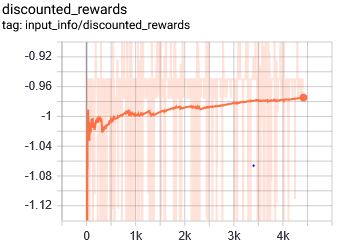 discounted_rewards
tag: input_info/discounted_rewards
-0.92
-0.96
-1
-1.04
-1.08
-1.12
0
1k
2k
3k
4k